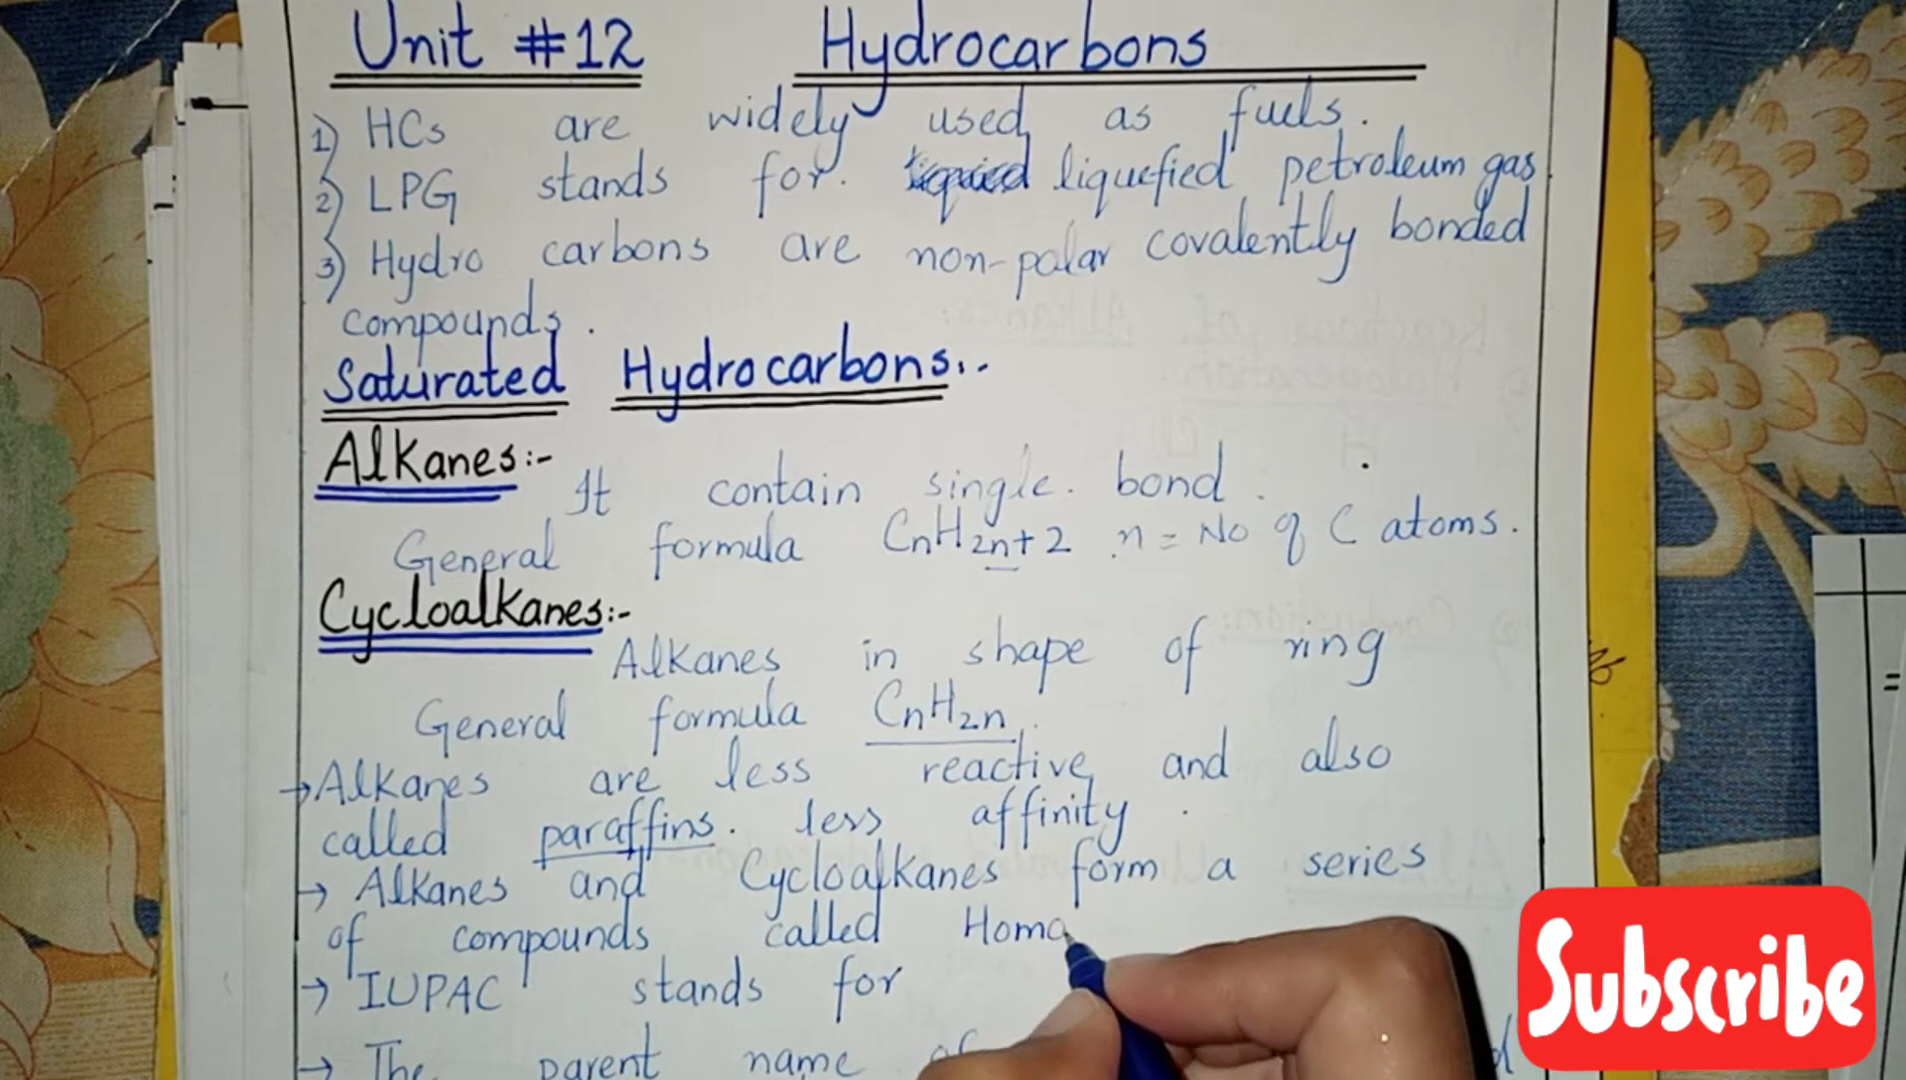 Unit #12 Hydrocarbons
1) HCs are widely used as fuels.
2) LPG stands for. liquefied petroleum gas
3) Hydro carbons are non-polar covalently bonded
compounds.
Saturated Hydrocarbons:-
Alkanes:-
It contain single. bond.
General formula CnH2n+2 n = No of C atoms.
Cycloalkanes:-
Alkanes in shape of ring
General formula CnH2n.
→ Alkanes are less reactive and also
called paraffins. less affinity.
→ Alkanes and Cycloalkanes form a series
of compounds called Homo
→ IUPAC stands for
→ The parent name of
Subscribe